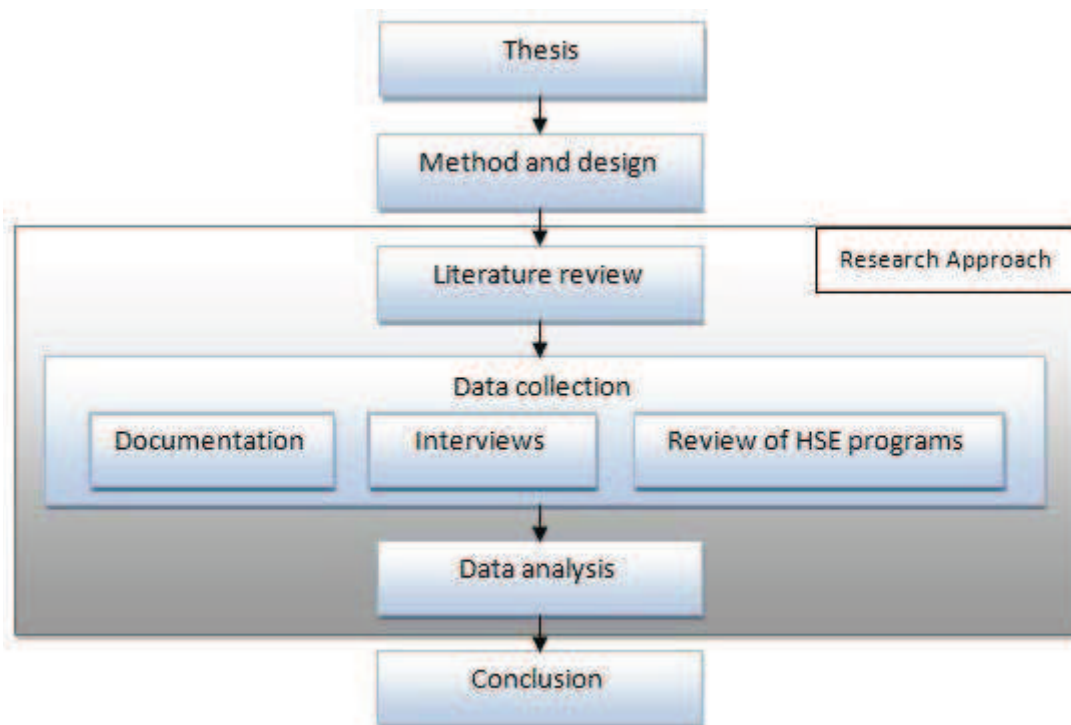 Thesis
Method and design
Research Approach
Literature review
Data collection
Documentation
Interviews
Review of HSE programs
Data analysis
Conclusion